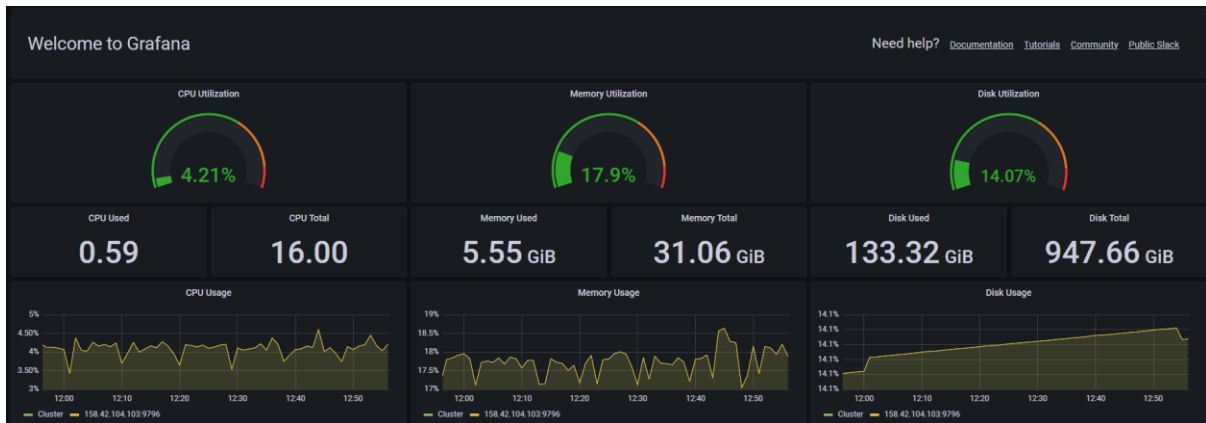 Welcome to Grafana
Need help? Documentation Tutorials Community Public Slack
CPU Utilization
4.21%
Memory Utilization
17.9%
Disk Utilization
14.07%
CPU Used
0.59
CPU Total
16.00
Memory Used
5.55 GiB
Memory Total
31.06 GiB
Disk Used
133.32 GiB
Disk Total
947.66 GiB
CPU Usage
5%
4.50%
4%
3.50%
3%
12:00 12:10 12:20 12:30 12:40 12:50
Cluster 158.42.104.103:9796
Memory Usage
19%
18.5%
18%
17.5%
17%
12:00 12:10 12:20 12:30 12:40 12:50
Cluster 158.42.104.103:9796
Disk Usage
14.1%
14.1%
14.1%
14.1%
14.1%
14.1%
12:00 12:10 12:20 12:30 12:40 12:50
Cluster 158.42.104.103:9796